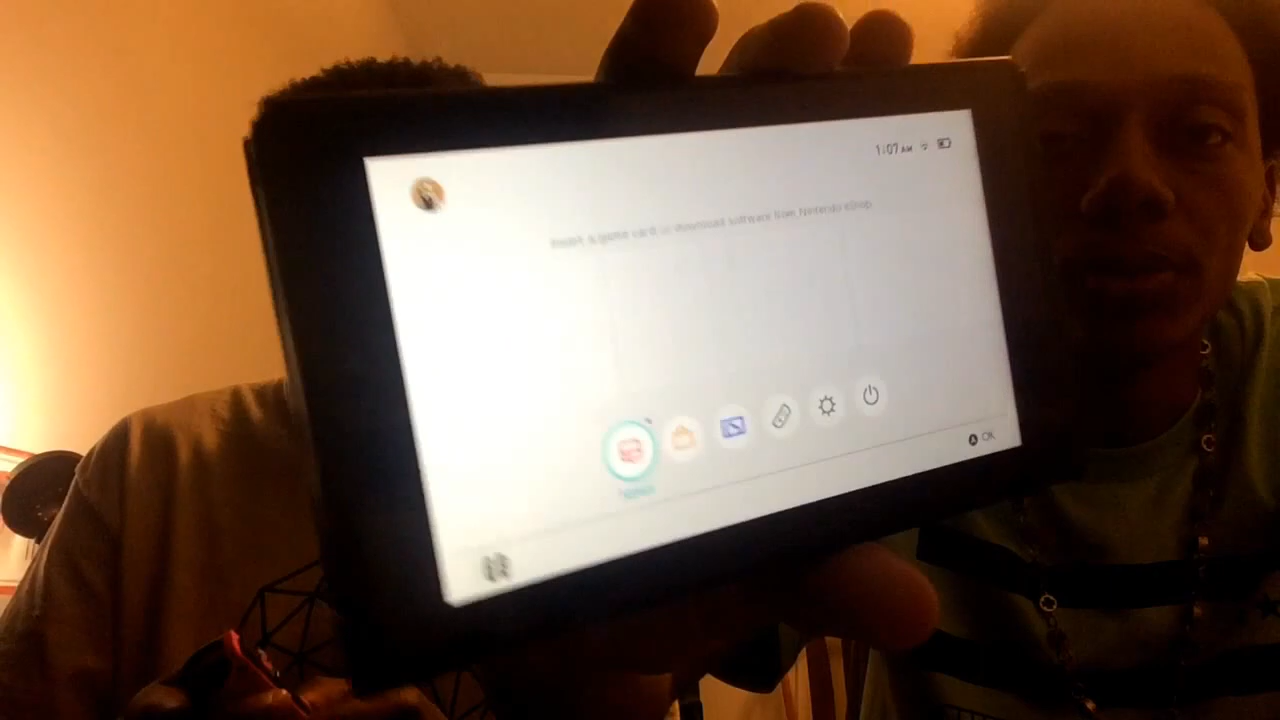 1:07 AM
Insert a game card or download software from Nintendo eShop.
OK